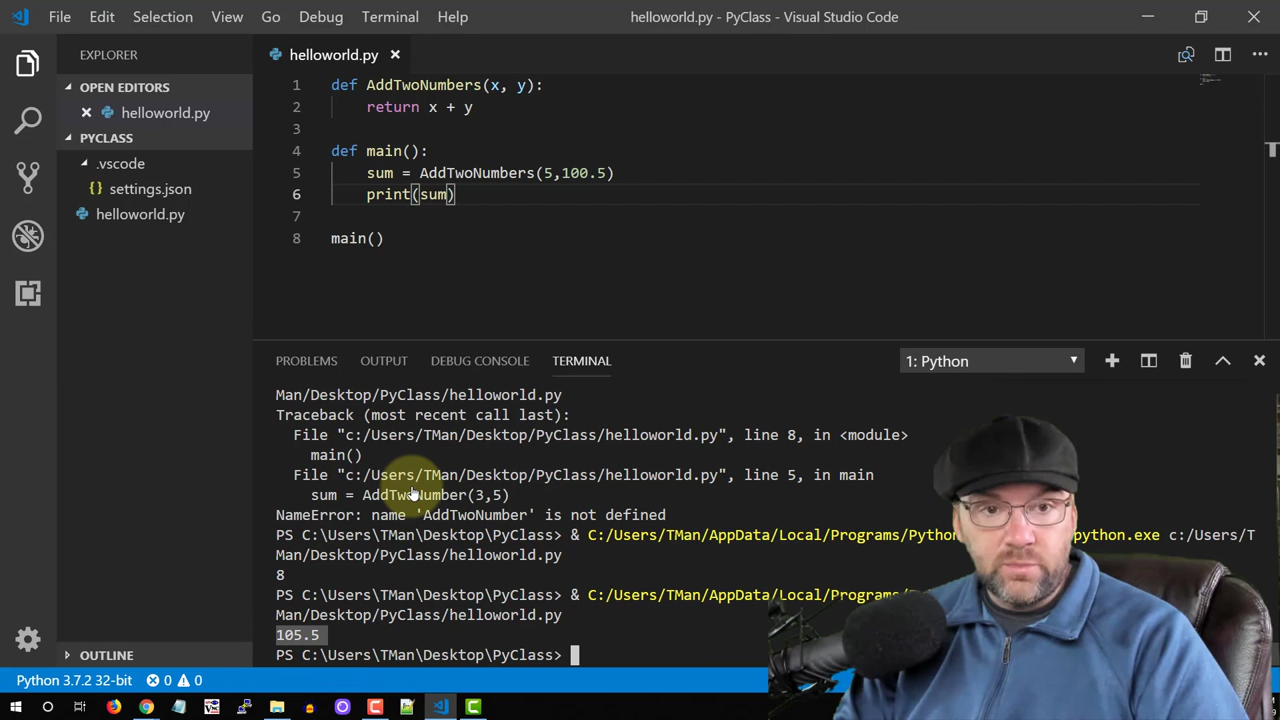 File Edit Selection View Go Debug Terminal Help helloworld.py - PyClass - Visual Studio Code
EXPLORER
helloworld.py
OPEN EDITORS
helloworld.py
PYCLASS
.vscode
settings.json
helloworld.py
OUTLINE
1 def AddTwoNumbers(x, y):
2 return x + y
3
4 def main():
5 sum = AddTwoNumbers(5,100.5)
6 print(sum)
7
8 main()
PROBLEMS OUTPUT DEBUG CONSOLE TERMINAL 1: Python
Man/Desktop/PyClass/helloworld.py
Traceback (most recent call last):
File "c:/Users/TMan/Desktop/PyClass/helloworld.py", line 8, in <module>
main()
File "c:/Users/TMan/Desktop/PyClass/helloworld.py", line 5, in main
sum = AddTwoNumber(3,5)
NameError: name 'AddTwoNumber' is not defined
PS C:\Users\TMan\Desktop\PyClass> & C:/Users/TMan/AppData/Local/Programs/Python python.exe c:/Users/T
Man/Desktop/PyClass/helloworld.py
8
PS C:\Users\TMan\Desktop\PyClass> & C:/Users/TMan/AppData/Local/Programs/
Man/Desktop/PyClass/helloworld.py
105.5
PS C:\Users\TMan\Desktop\PyClass>
Python 3.7.2 32-bit 0 0